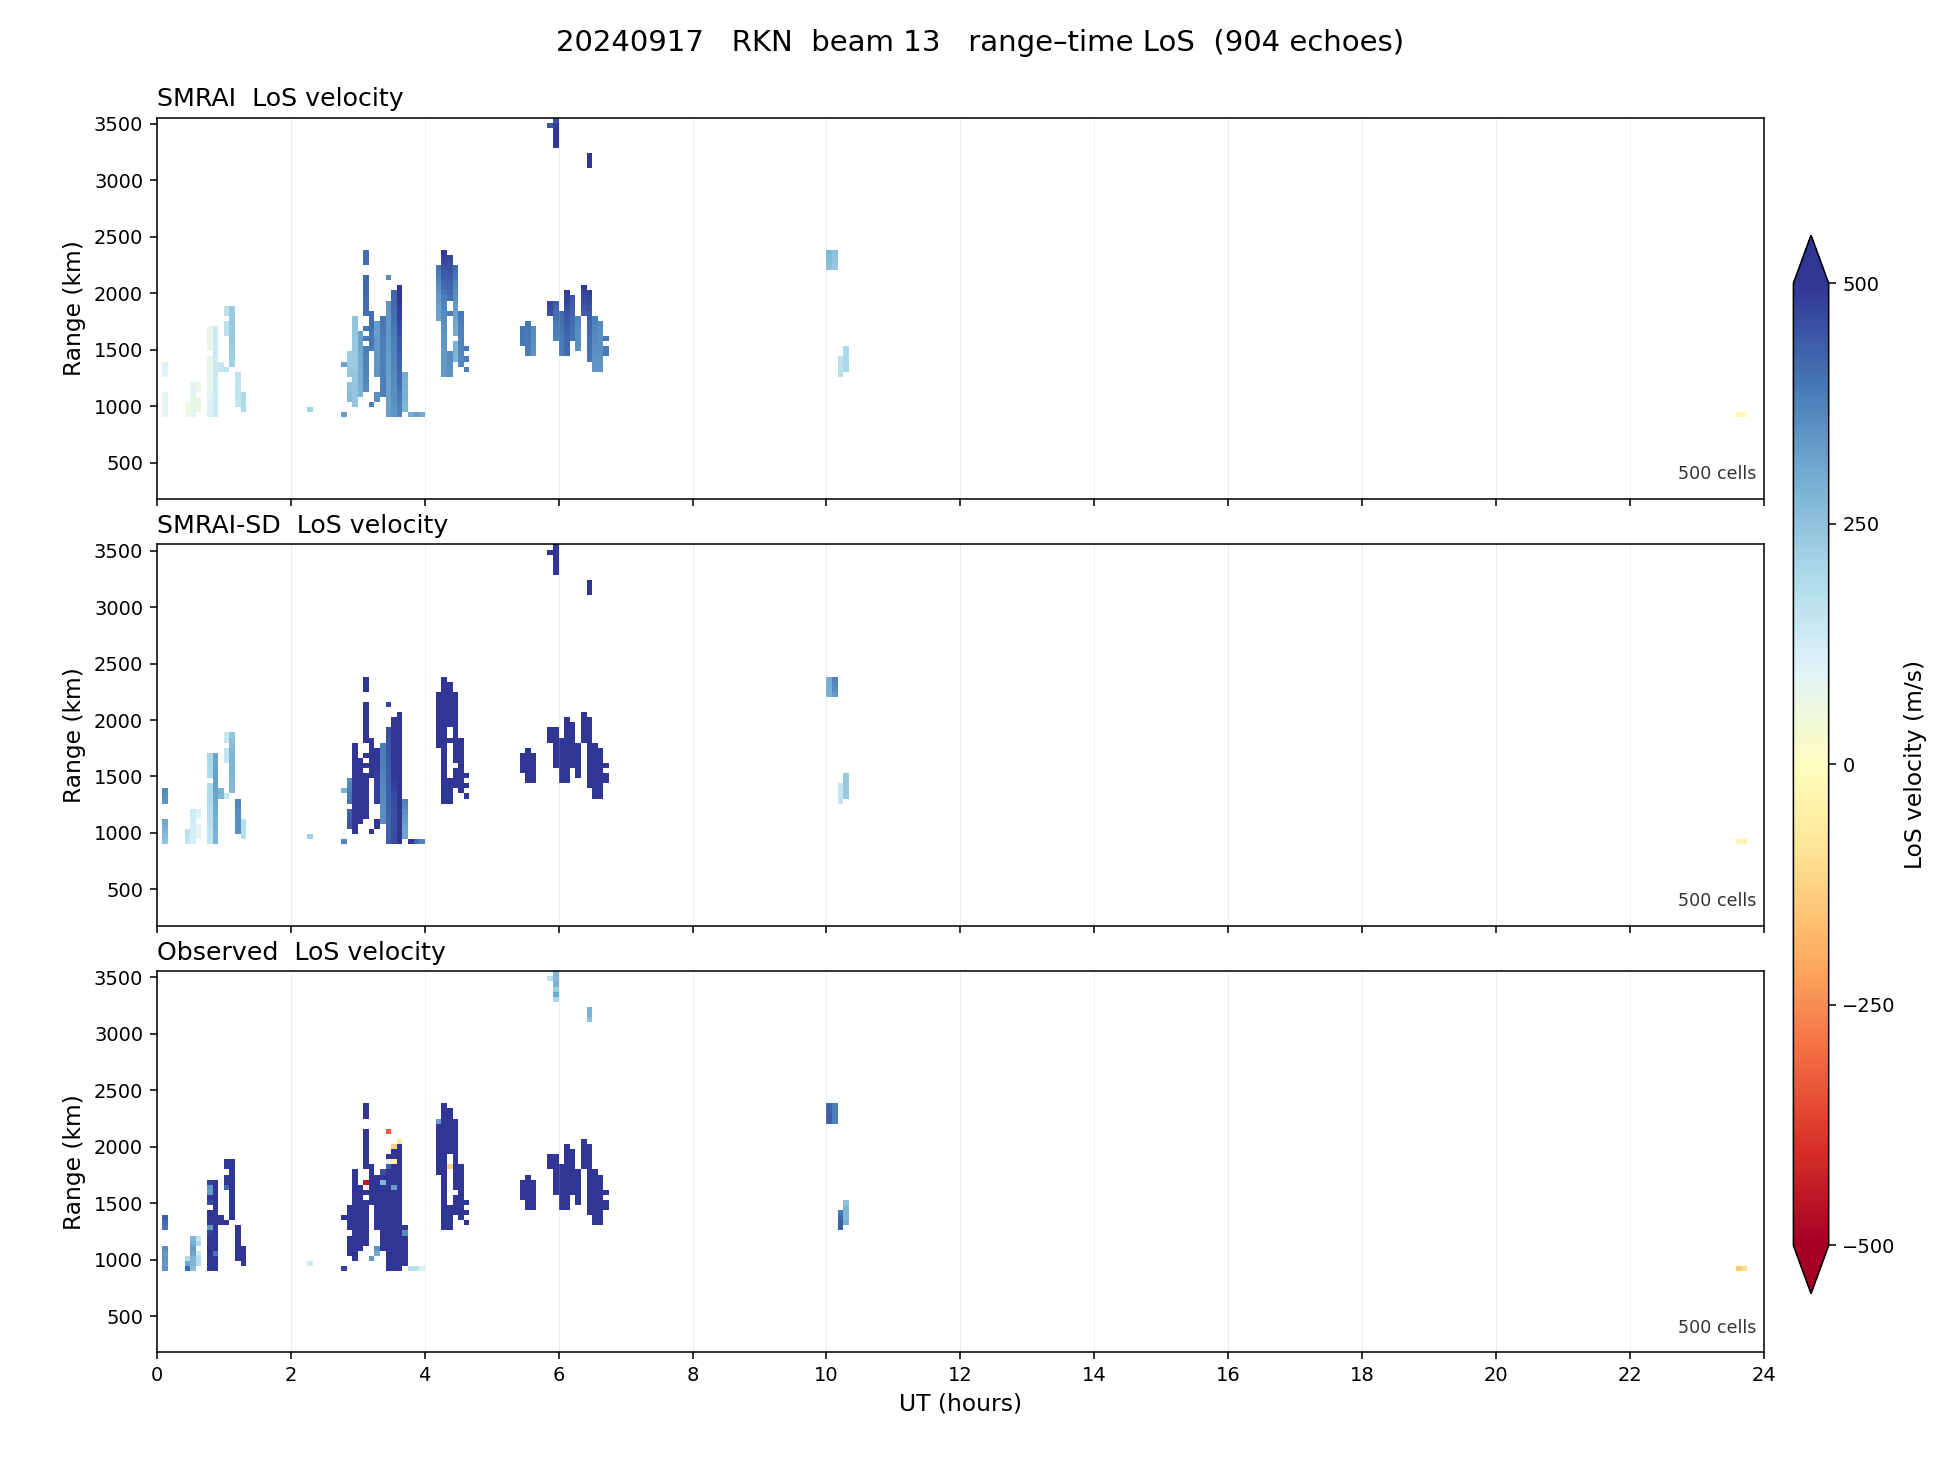 20240917   RKN  beam 13   range–time LoS  (904 echoes)
SMRAI  LoS velocity
3500
3000
2500
2000
1500
1000
500
Range (km)
500 cells
SMRAI-SD  LoS velocity
3500
3000
2500
2000
1500
1000
500
Range (km)
500 cells
Observed  LoS velocity
3500
3000
2500
2000
1500
1000
500
Range (km)
500 cells
0 2 4 6 8 10 12 14 16 18 20 22 24
UT (hours)
500
250
0
−250
−500
LoS velocity (m/s)